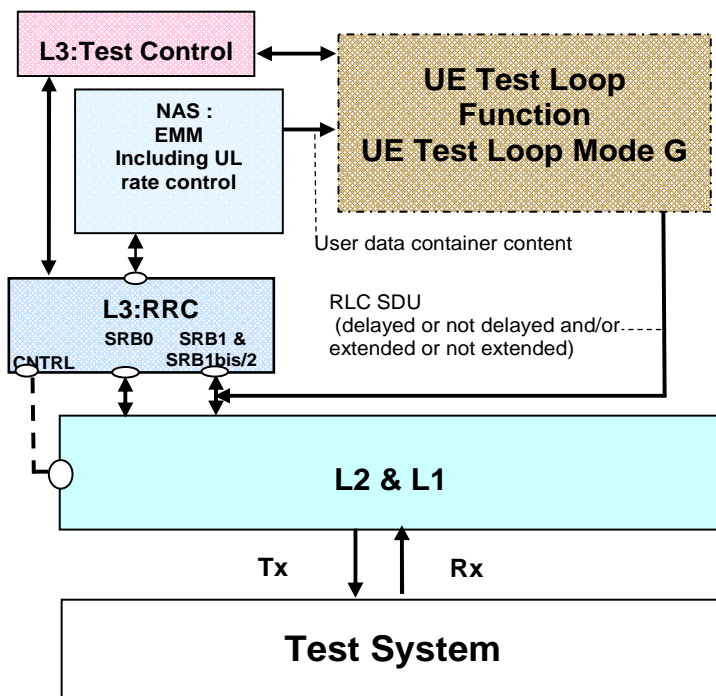 L3:Test Control
UE Test Loop
Function
UE Test Loop Mode G
NAS :
EMM
Including UL
rate control
User data container content
RLC SDU
(delayed or not delayed and/or
extended or not extended)
L3:RRC
SRB0
SRB1 &
SRB1bis/2
CNTRL
L2 & L1
Tx
Rx
Test System